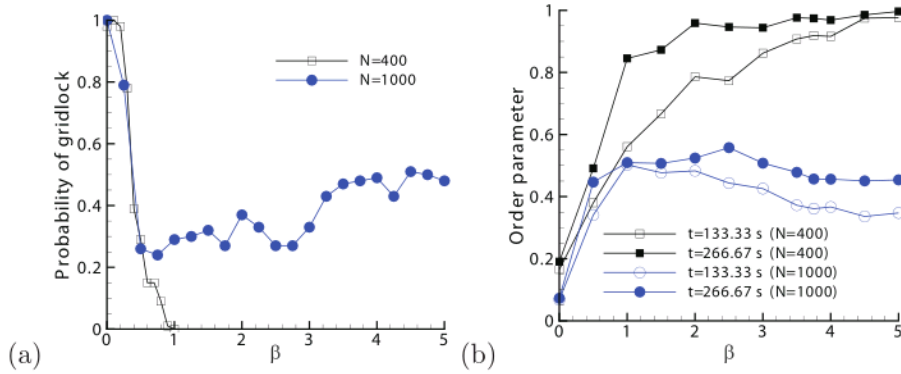 Probability of gridlock
1
0.8
0.6
0.4
0.2
0
N=400
N=1000
0 1 2 3 4 5
β
(a)
Order parameter
1
0.8
0.6
0.4
0.2
0
t=133.33 s (N=400)
t=266.67 s (N=400)
t=133.33 s (N=1000)
t=266.67 s (N=1000)
0 1 2 3 4 5
β
(b)